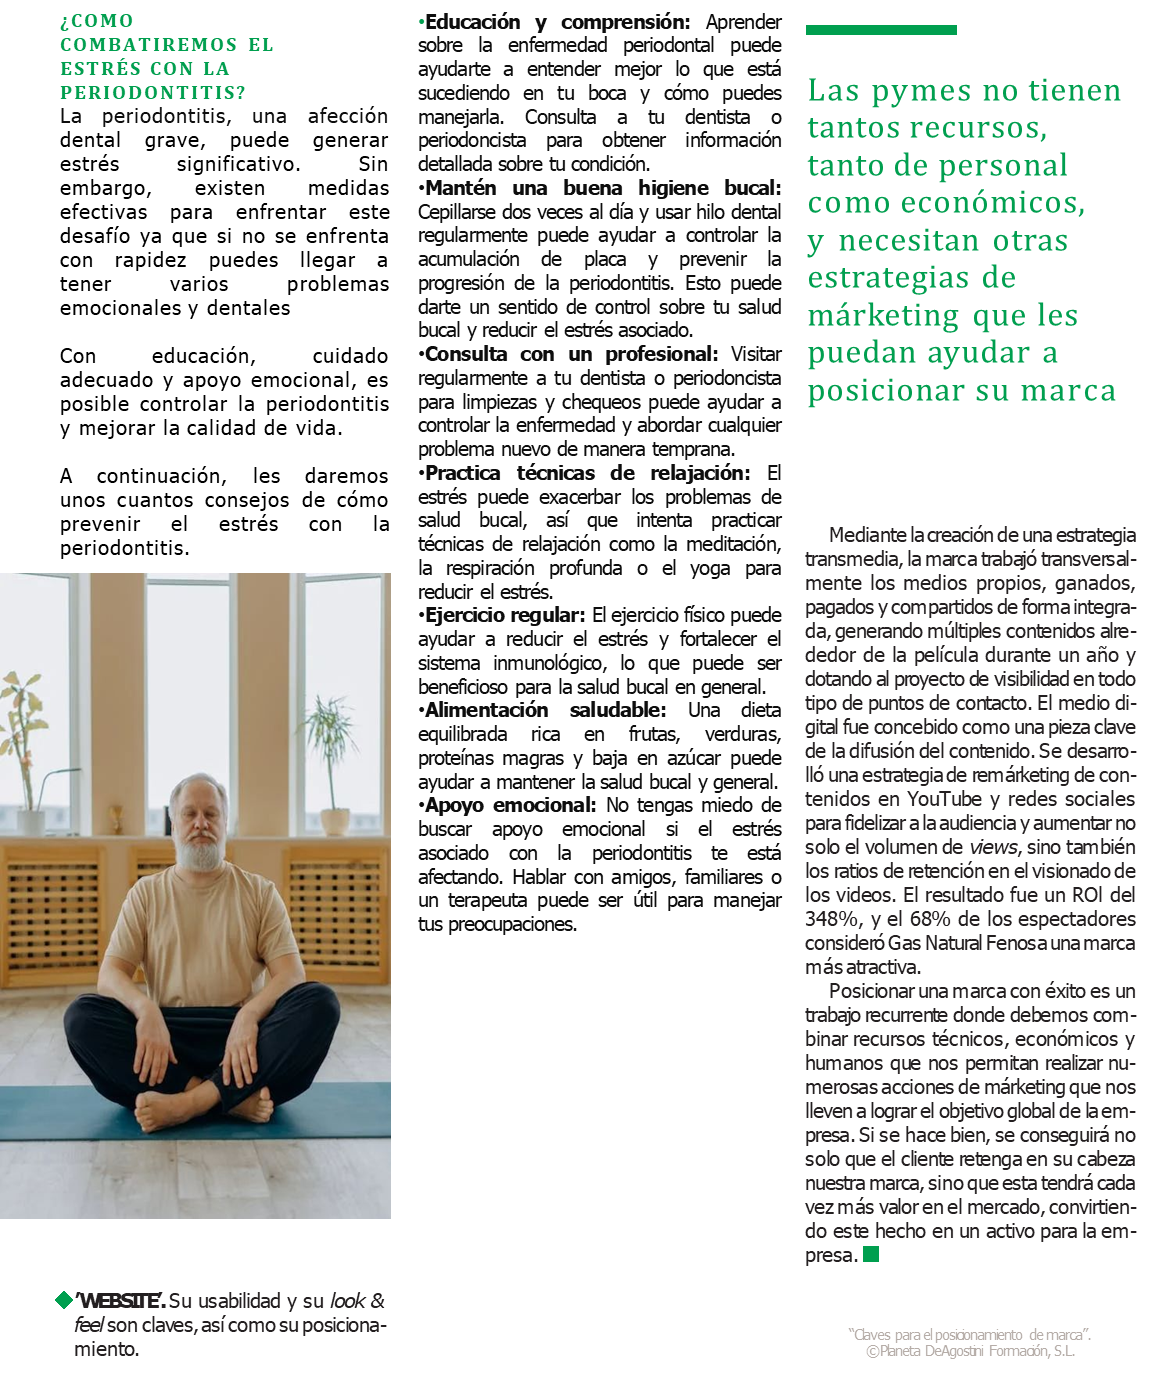 ¿COMO
COMBATIREMOS EL
ESTRÉS CON LA
PERIODONTITIS?
La periodontitis, una afección
dental grave, puede generar
estrés significativo. Sin
embargo, existen medidas
efectivas para enfrentar este
desafío ya que si no se enfrenta
con rapidez puedes llegar a
tener varios problemas
emocionales y dentales
Con educación, cuidado
adecuado y apoyo emocional, es
posible controlar la periodontitis
y mejorar la calidad de vida.
A continuación, les daremos
unos cuantos consejos de cómo
prevenir el estrés con la
periodontitis.
◆ ‘WEBSITE’. Su usabilidad y su look &
feel son claves, así como su posiciona-
miento.
•Educación y comprensión: Aprender
sobre la enfermedad periodontal puede
ayudarte a entender mejor lo que está
sucediendo en tu boca y cómo puedes
manejarla. Consulta a tu dentista o
periodoncista para obtener información
detallada sobre tu condición.
•Mantén una buena higiene bucal:
Cepillarse dos veces al día y usar hilo dental
regularmente puede ayudar a controlar la
acumulación de placa y prevenir la
progresión de la periodontitis. Esto puede
darte un sentido de control sobre tu salud
bucal y reducir el estrés asociado.
•Consulta con un profesional: Visitar
regularmente a tu dentista o periodoncista
para limpiezas y chequeos puede ayudar a
controlar la enfermedad y abordar cualquier
problema nuevo de manera temprana.
•Practica técnicas de relajación: El
estrés puede exacerbar los problemas de
salud bucal, así que intenta practicar
técnicas de relajación como la meditación,
la respiración profunda o el yoga para
reducir el estrés.
•Ejercicio regular: El ejercicio físico puede
ayudar a reducir el estrés y fortalecer el
sistema inmunológico, lo que puede ser
beneficioso para la salud bucal en general.
•Alimentación saludable: Una dieta
equilibrada rica en frutas, verduras,
proteínas magras y baja en azúcar puede
ayudar a mantener la salud bucal y general.
•Apoyo emocional: No tengas miedo de
buscar apoyo emocional si el estrés
asociado con la periodontitis te está
afectando. Hablar con amigos, familiares o
un terapeuta puede ser útil para manejar
tus preocupaciones.
Las pymes no tienen
tantos recursos,
tanto de personal
como económicos,
y necesitan otras
estrategias de
márketing que les
puedan ayudar a
posicionar su marca
Mediante la creación de una estrategia
transmedia, la marca trabajó transversal-
mente los medios propios, ganados,
pagados y compartidos de forma integra-
da, generando múltiples contenidos alre-
dedor de la película durante un año y
dotando al proyecto de visibilidad en todo
tipo de puntos de contacto. El medio di-
gital fue concebido como una pieza clave
de la difusión del contenido. Se desarro-
lló una estrategia de remárketing de con-
tenidos en YouTube y redes sociales
para fidelizar a la audiencia y aumentar no
solo el volumen de views, sino también
los ratios de retención en el visionado de
los videos. El resultado fue un ROl del
348%, y el 68% de los espectadores
consideró Gas Natural Fenosa una marca
más atractiva.
Posicionar una marca con éxito es un
trabajo recurrente donde debemos com-
binar recursos técnicos, económicos y
humanos que nos permitan realizar nu-
merosas acciones de márketing que nos
lleven a lograr el objetivo global de la em-
presa. Si se hace bien, se conseguirá no
solo que el cliente retenga en su cabeza
nuestra marca, sino que esta tendrá cada
vez más valor en el mercado, convirtien-
do este hecho en un activo para la em-
presa. ■
“Claves para el posicionamiento de marca”.
©Planeta DeAgostini Formación, S.L.